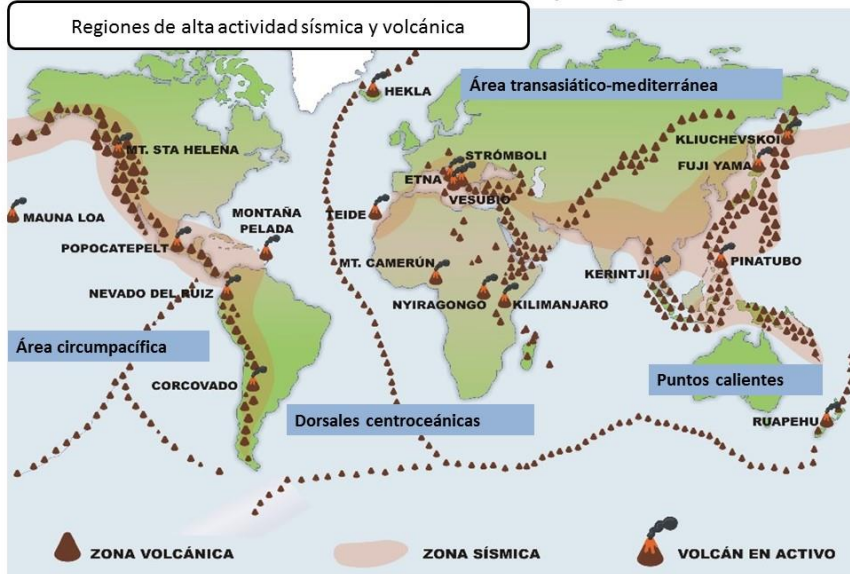 Regiones de alta actividad sísmica y volcánica
HEKLA
Área transasiático-mediterránea
MT. STA HELENA
STRÓMBOLI
KLIUCHEVSKOI
FUJI YAMA
ETNA
VESUBIO
MAUNA LOA
MONTAÑA
PELADA
TEIDE
POPOCATEPELT
MT. CAMERÚN
KERINTJI
PINATUBO
NEVADO DEL RUIZ
NYIRAGONGO
KILIMANJARO
Área circumpacífica
CORCOVADO
Puntos calientes
Dorsales centroceánicas
RUAPEHU
ZONA VOLCÁNICA
ZONA SÍSMICA
VOLCÁN EN ACTIVO